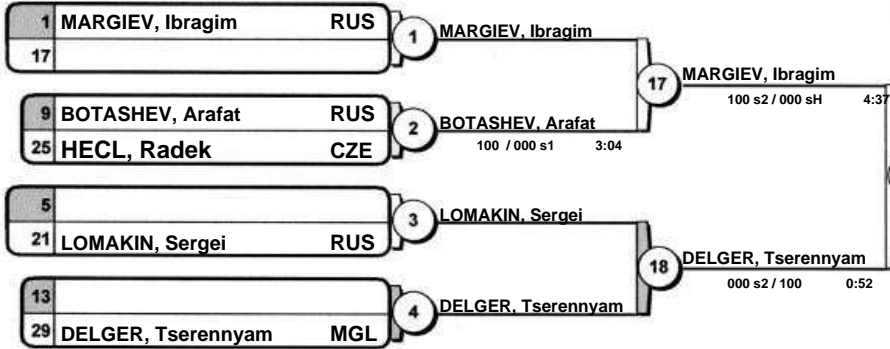 1 MARGIEV, Ibragim RUS
17
1
MARGIEV, Ibragim
9 BOTASHEV, Arafat RUS
25 HECL, Radek CZE
2
BOTASHEV, Arafat
100 / 000 s1 3:04
17
MARGIEV, Ibragim
100 s2 / 000 sH 4:37
5
21 LOMAKIN, Sergei RUS
3
LOMAKIN, Sergei
13
29 DELGER, Tserennyam MGL
4
DELGER, Tserennyam
18
DELGER, Tserennyam
000 s2 / 100 0:52